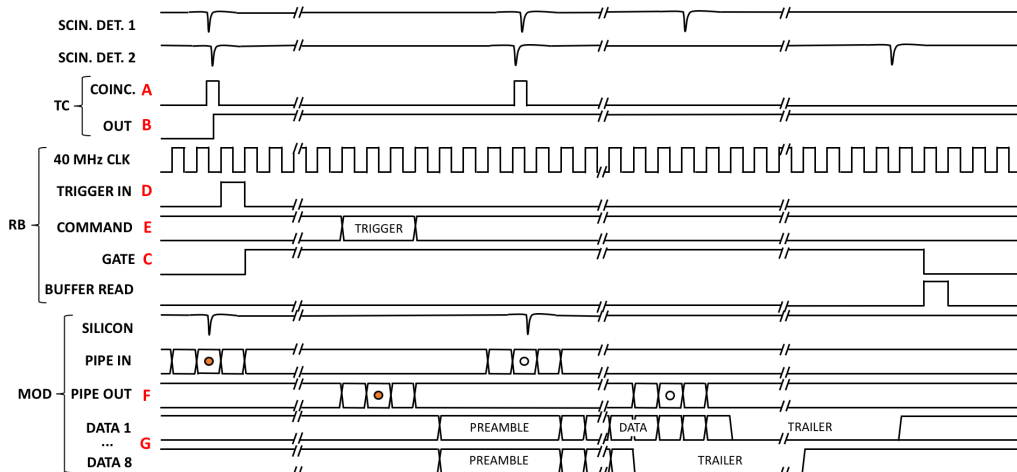 SCIN. DET. 1
SCIN. DET. 2
COINC. A
TC
OUT B
40 MHz CLK
TRIGGER IN D
RB
COMMAND E TRIGGER
GATE C
BUFFER READ
SILICON
PIPE IN
MOD PIPE OUT F
DATA 1 PREAMBLE DATA TRAILER
... G
DATA 8 PREAMBLE TRAILER